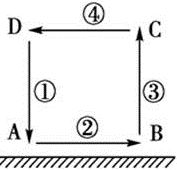 D ④ C
① ③
A ② B